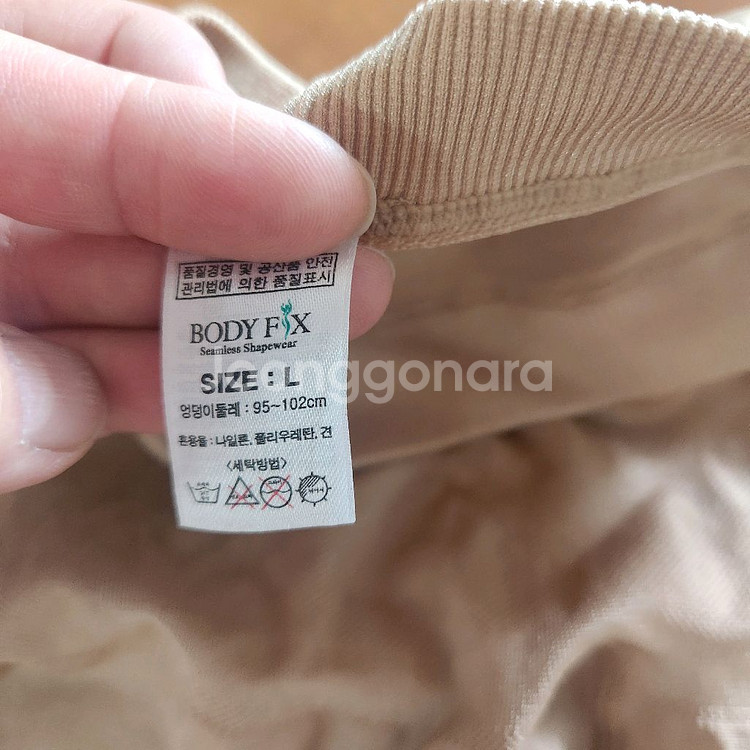 품질경영 및 공산품 안전
관리법에 의한 품질표시
BODY FIX
Seamless Shapewear
joonggonara
SIZE : L
엉덩이둘레 : 95~102cm
혼용율 : 나일론, 폴리우레탄, 견
<세탁방법>